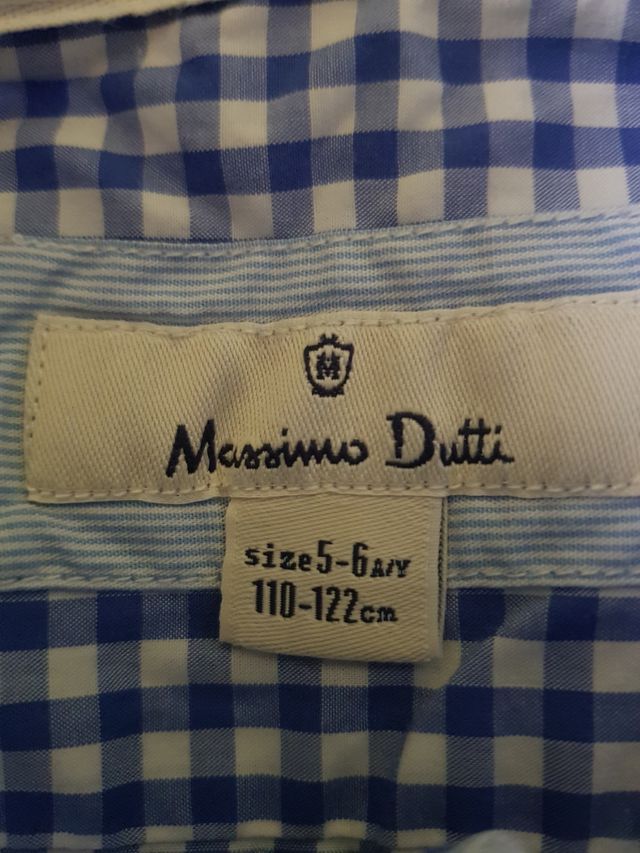 M
Massimo Dutti
size 5-6 A/Y
110-122cm